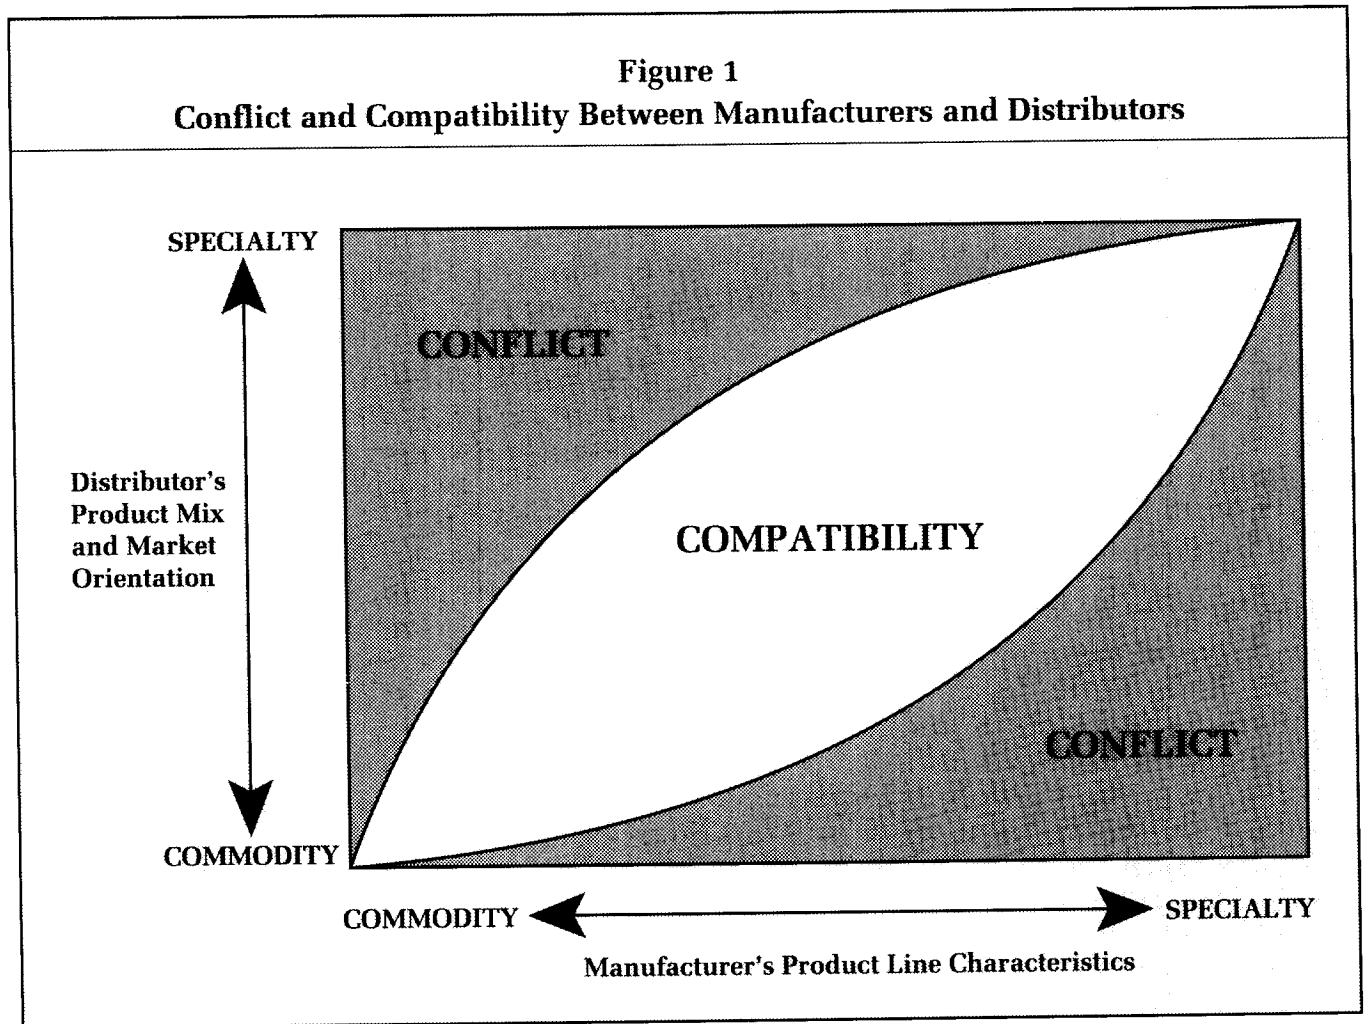 Figure 1
Conflict and Compatibility Between Manufacturers and Distributors
SPECIALTY
CONFLICT
Distributor's
Product Mix
and Market
Orientation
COMPATIBILITY
CONFLICT
COMMODITY
COMMODITY
SPECIALTY
Manufacturer's Product Line Characteristics